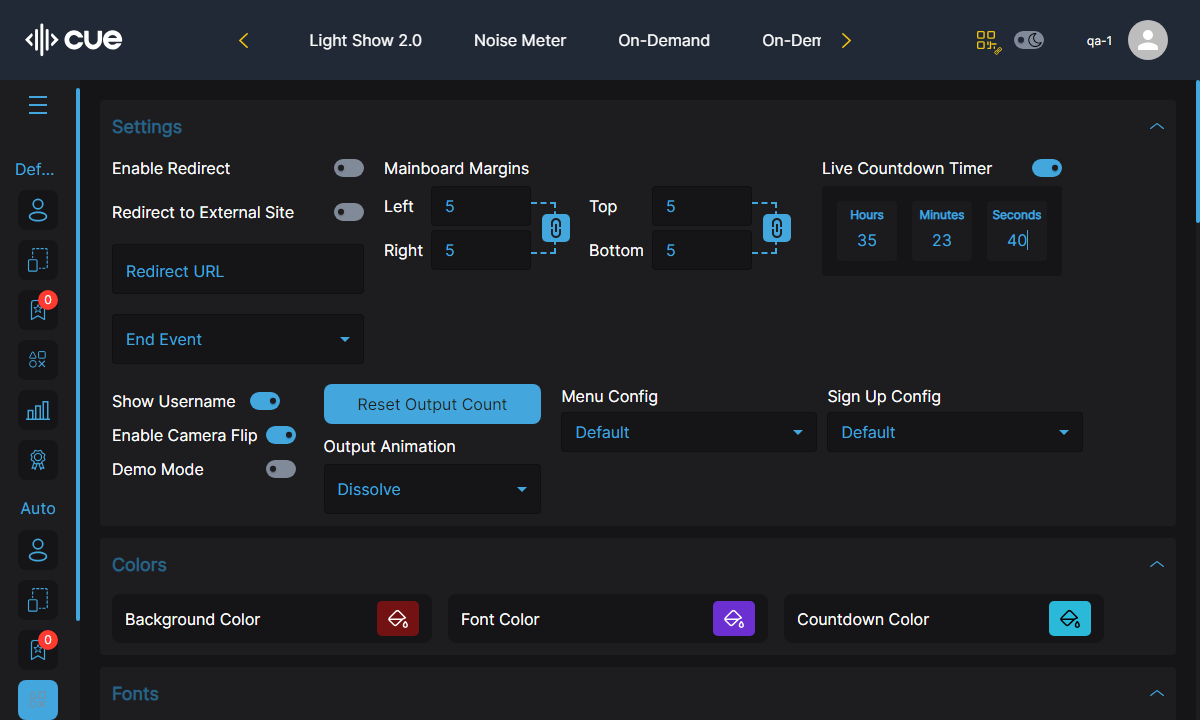 cue
Light Show 2.0
Noise Meter
On-Demand
On-Dem
qa-1
Def...
0
Auto
0
Settings
Enable Redirect
Redirect to External Site
Redirect URL
End Event
Mainboard Margins
Left 5
Right 5
Top 5
Bottom 5
Live Countdown Timer
Hours Minutes Seconds
35 23 40
Show Username
Enable Camera Flip
Demo Mode
Reset Output Count
Output Animation
Dissolve
Menu Config
Default
Sign Up Config
Default
Colors
Background Color
Font Color
Countdown Color
Fonts